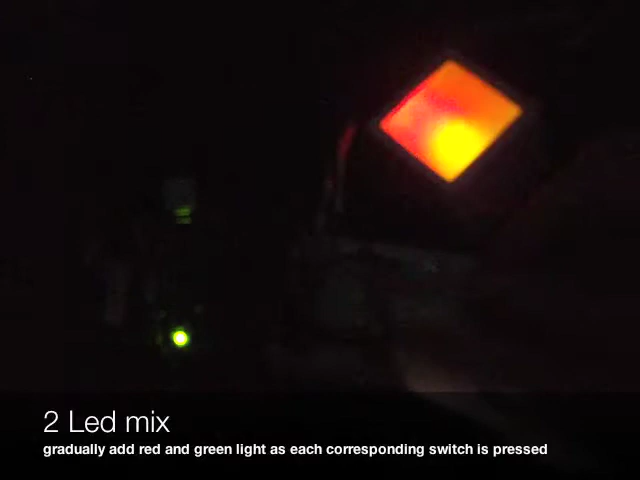 2 Led mix
gradually add red and green light as each corresponding switch is pressed